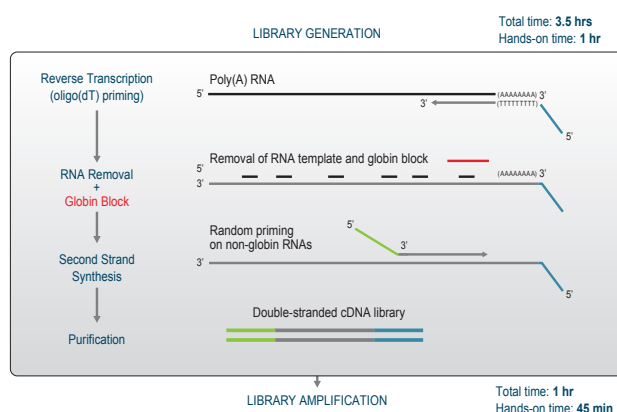 Total time: 3.5 hrs
LIBRARY GENERATION
Hands-on time: 1 hr
Reverse Transcription
(oligo(dT) priming)
Poly(A) RNA
5’ (AAAAAAAA) 3’
3’ (TTTTTTTTT)
5’
RNA Removal
+
Globin Block
Removal of RNA template and globin block
5’
3’ (AAAAAAAA) 3’
5’
Random priming
on non-globin RNAs
5’
3’
Second Strand
Synthesis
3’
5’
Double-stranded cDNA library
Purification
LIBRARY AMPLIFICATION
Total time: 1 hr
Hands-on time: 45 min